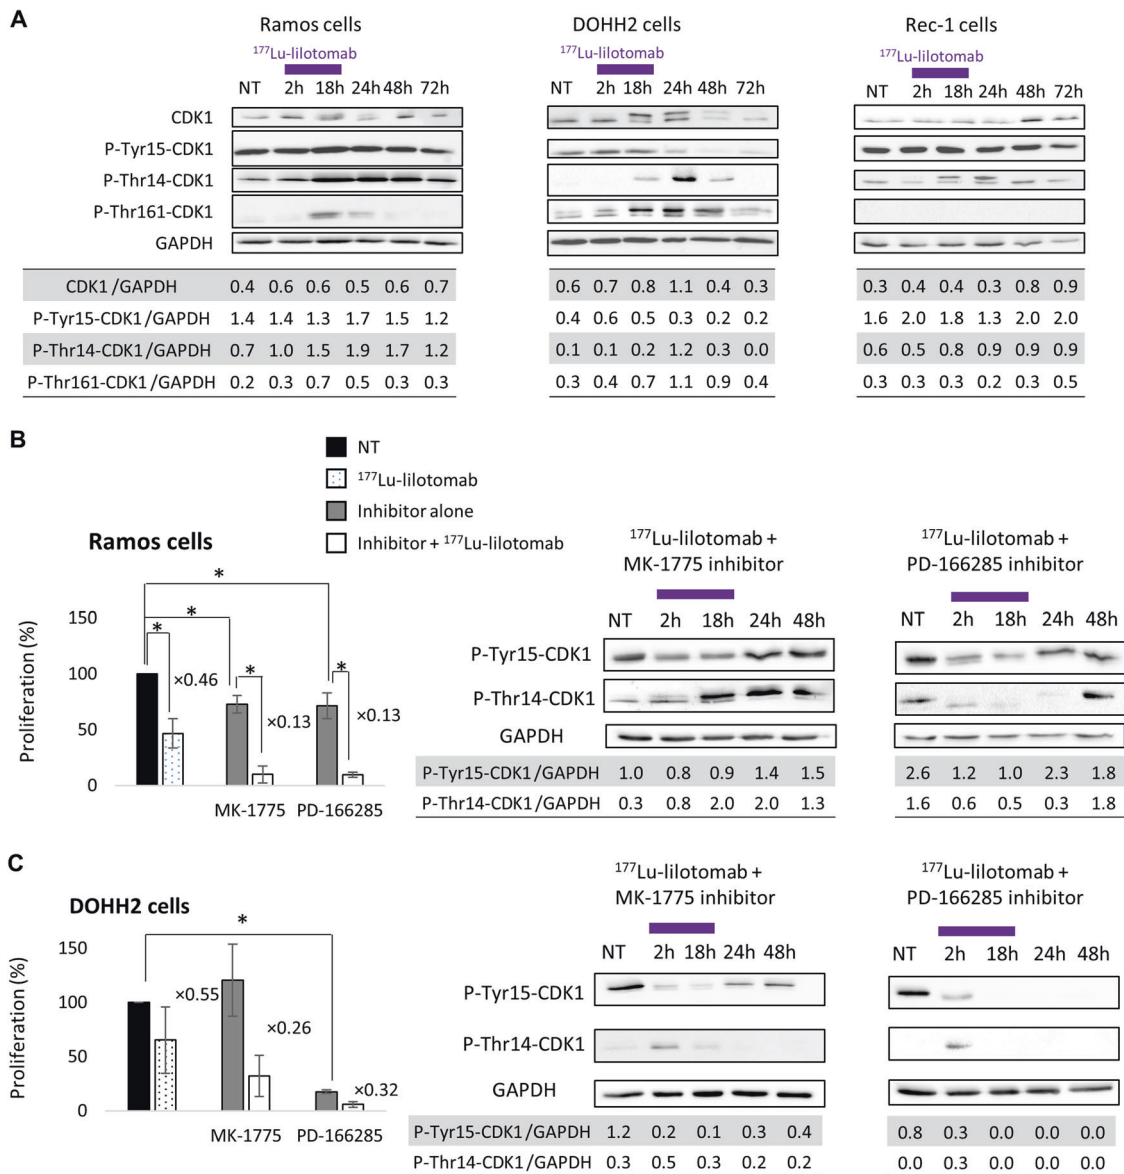 A
Ramos cells
DOHH2 cells
Rec-1 cells
177Lu-lilotomab
177Lu-lilotomab
177Lu-lilotomab
NT 2h 18h 24h 48h 72h
NT 2h 18h 24h 48h 72h
NT 2h 18h 24h 48h 72h
CDK1
P-Tyr15-CDK1
P-Thr14-CDK1
P-Thr161-CDK1
GAPDH
CDK1/GAPDH 0.4 0.6 0.6 0.5 0.6 0.7 0.6 0.7 0.8 1.1 0.4 0.3 0.3 0.4 0.4 0.3 0.8 0.9
P-Tyr15-CDK1/GAPDH 1.4 1.4 1.3 1.7 1.5 1.2 0.4 0.6 0.5 0.3 0.2 0.2 1.6 2.0 1.8 1.3 2.0 2.0
P-Thr14-CDK1/GAPDH 0.7 1.0 1.5 1.9 1.7 1.2 0.1 0.1 0.2 1.2 0.3 0.0 0.6 0.5 0.8 0.9 0.9 0.9
P-Thr161-CDK1/GAPDH 0.2 0.3 0.7 0.5 0.3 0.3 0.3 0.4 0.7 1.1 0.9 0.4 0.3 0.3 0.3 0.2 0.3 0.5
B
NT
177Lu-lilotomab
Inhibitor alone
Inhibitor + 177Lu-lilotomab
Ramos cells
Proliferation (%)
150
100
50
0
*
*
*
*
*
×0.46
×0.13
×0.13
MK-1775 PD-166285
177Lu-lilotomab +
MK-1775 inhibitor
NT 2h 18h 24h 48h
177Lu-lilotomab +
PD-166285 inhibitor
NT 2h 18h 24h 48h
P-Tyr15-CDK1
P-Thr14-CDK1
GAPDH
P-Tyr15-CDK1/GAPDH 1.0 0.8 0.9 1.4 1.5 2.6 1.2 1.0 2.3 1.8
P-Thr14-CDK1/GAPDH 0.3 0.8 2.0 2.0 1.3 1.6 0.6 0.5 0.3 1.8
C
DOHH2 cells
Proliferation (%)
150
100
50
0
*
×0.55
×0.26
×0.32
MK-1775 PD-166285
177Lu-lilotomab +
MK-1775 inhibitor
NT 2h 18h 24h 48h
177Lu-lilotomab +
PD-166285 inhibitor
NT 2h 18h 24h 48h
P-Tyr15-CDK1
P-Thr14-CDK1
GAPDH
P-Tyr15-CDK1/GAPDH 1.2 0.2 0.1 0.3 0.4 0.8 0.3 0.0 0.0 0.0
P-Thr14-CDK1/GAPDH 0.3 0.5 0.3 0.2 0.2 0.0 0.3 0.0 0.0 0.0